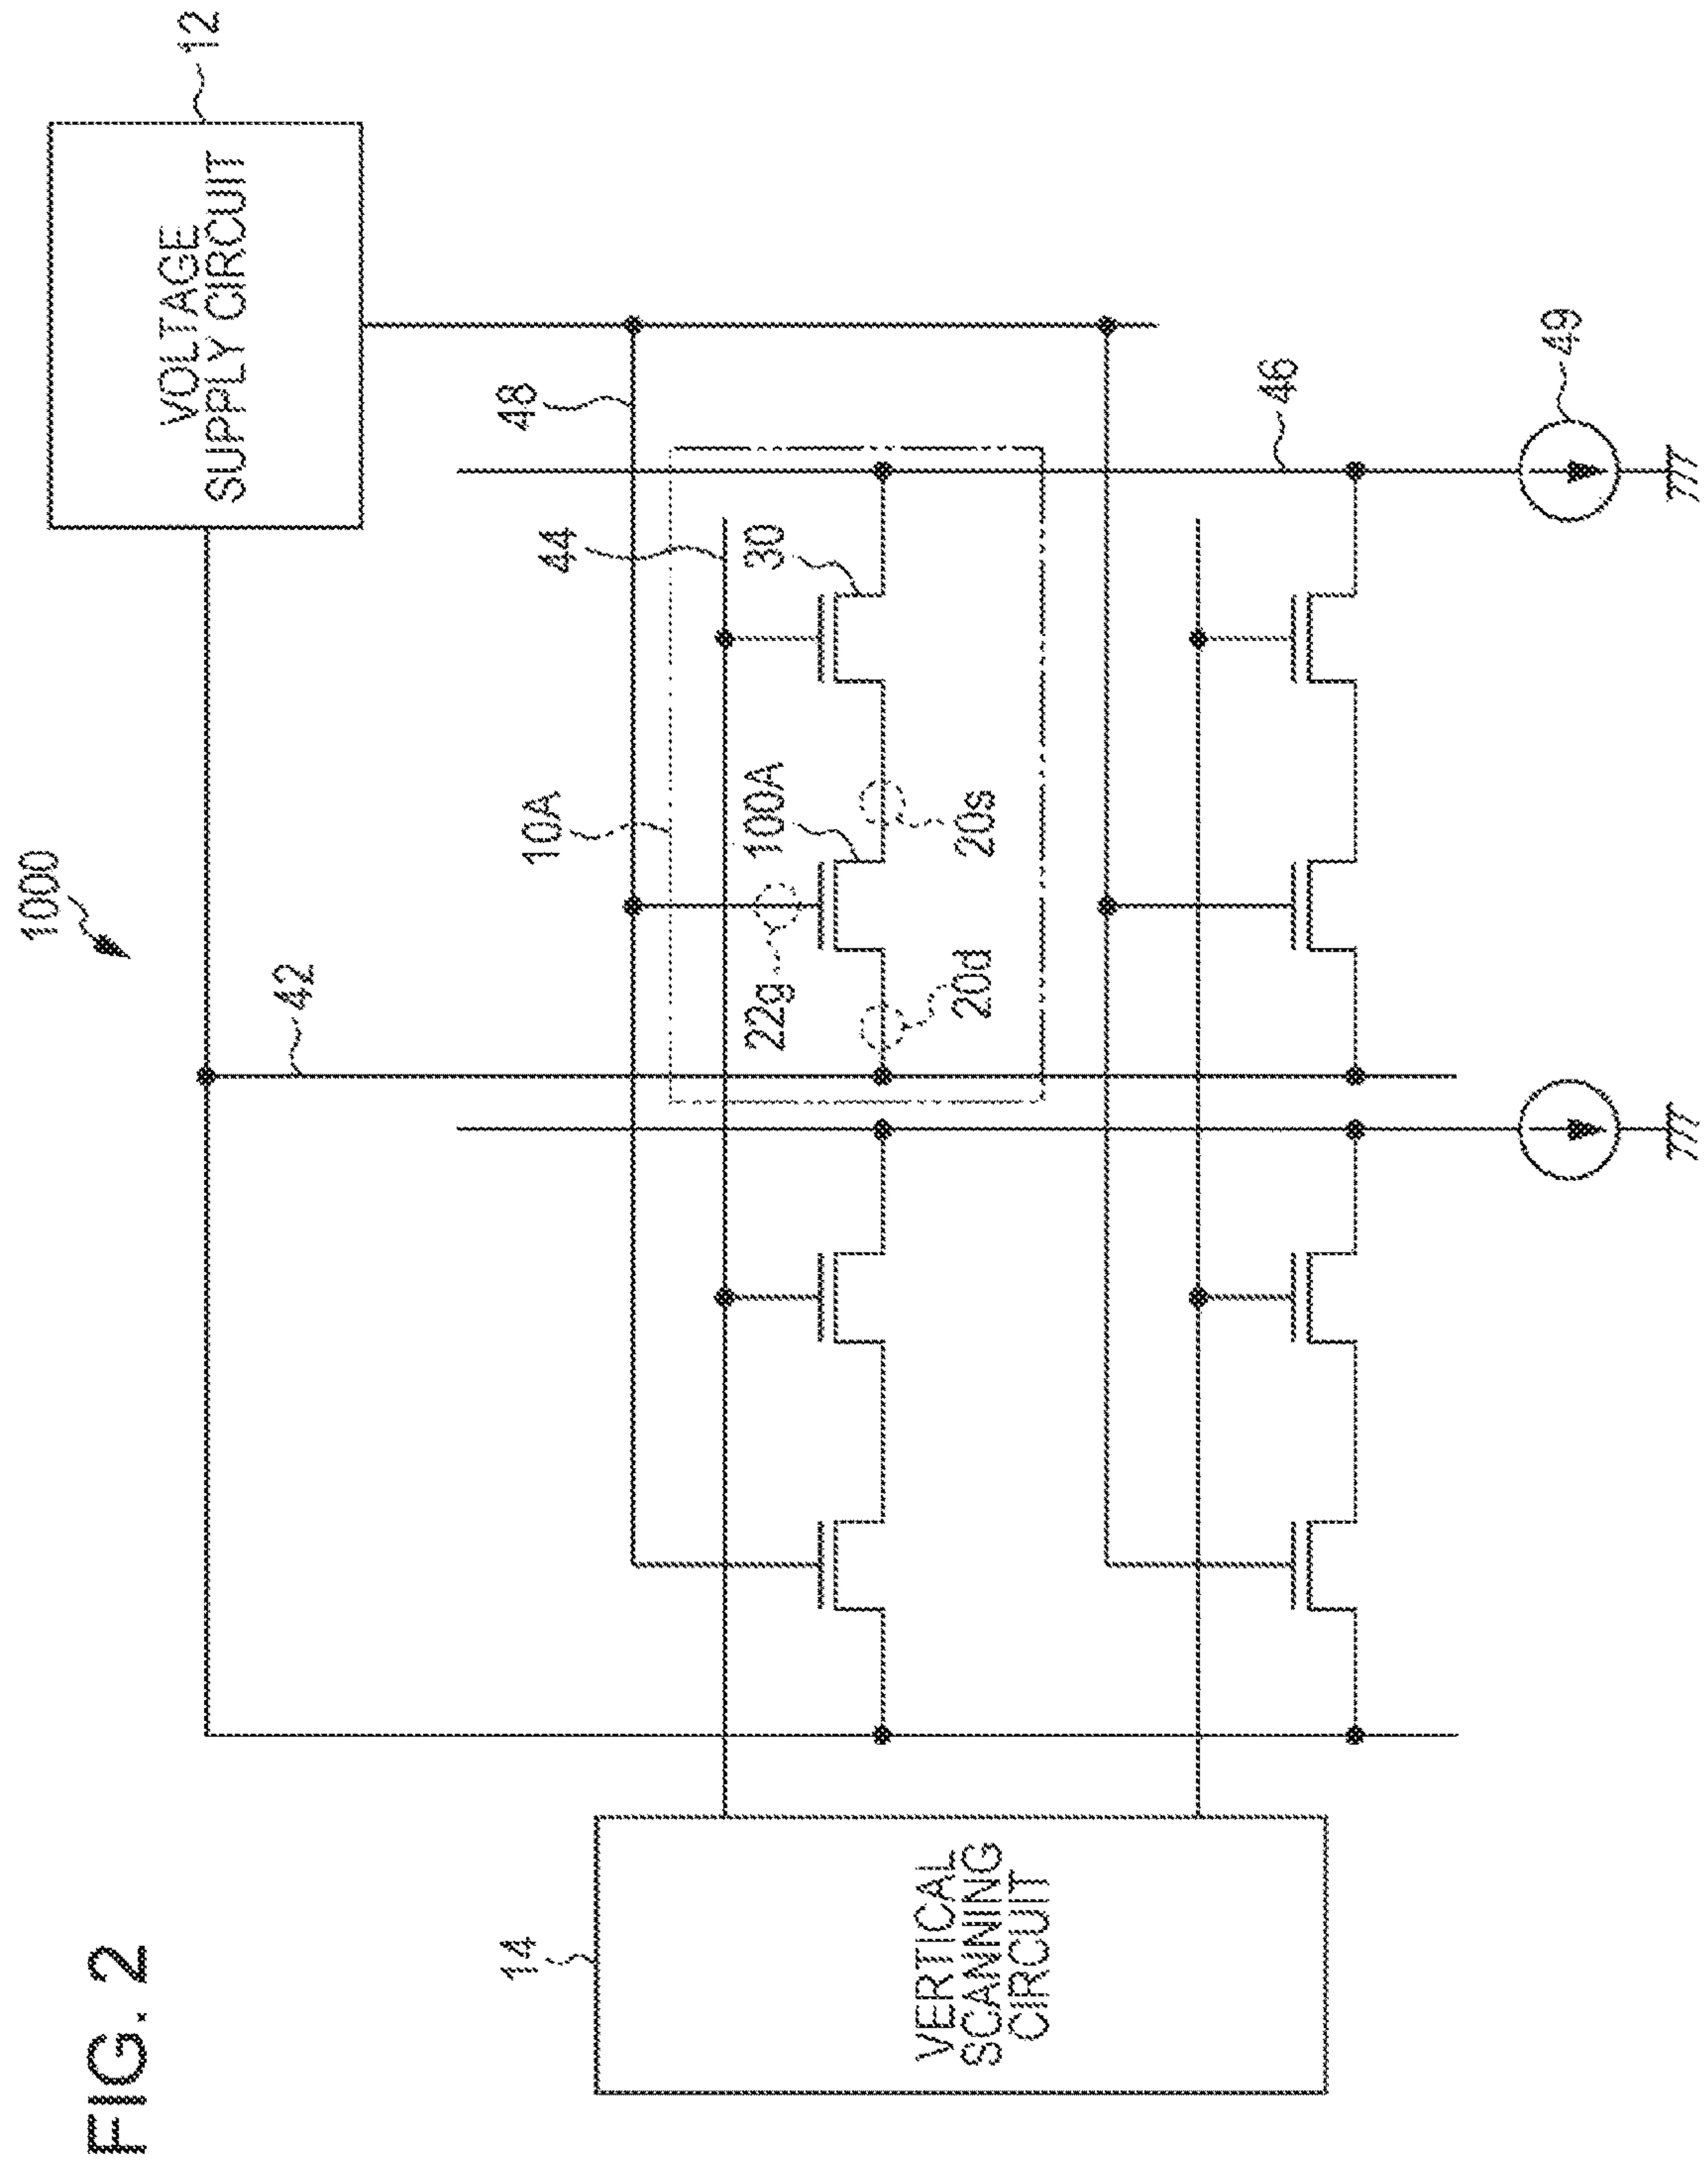 FIG. 2
1000
12
VOLTAGE
SUPPLY CIRCUIT
42
14
VERTICAL
SCANNING
CIRCUIT
48
10A
44
22g
100A
30
20d
20s
46
49